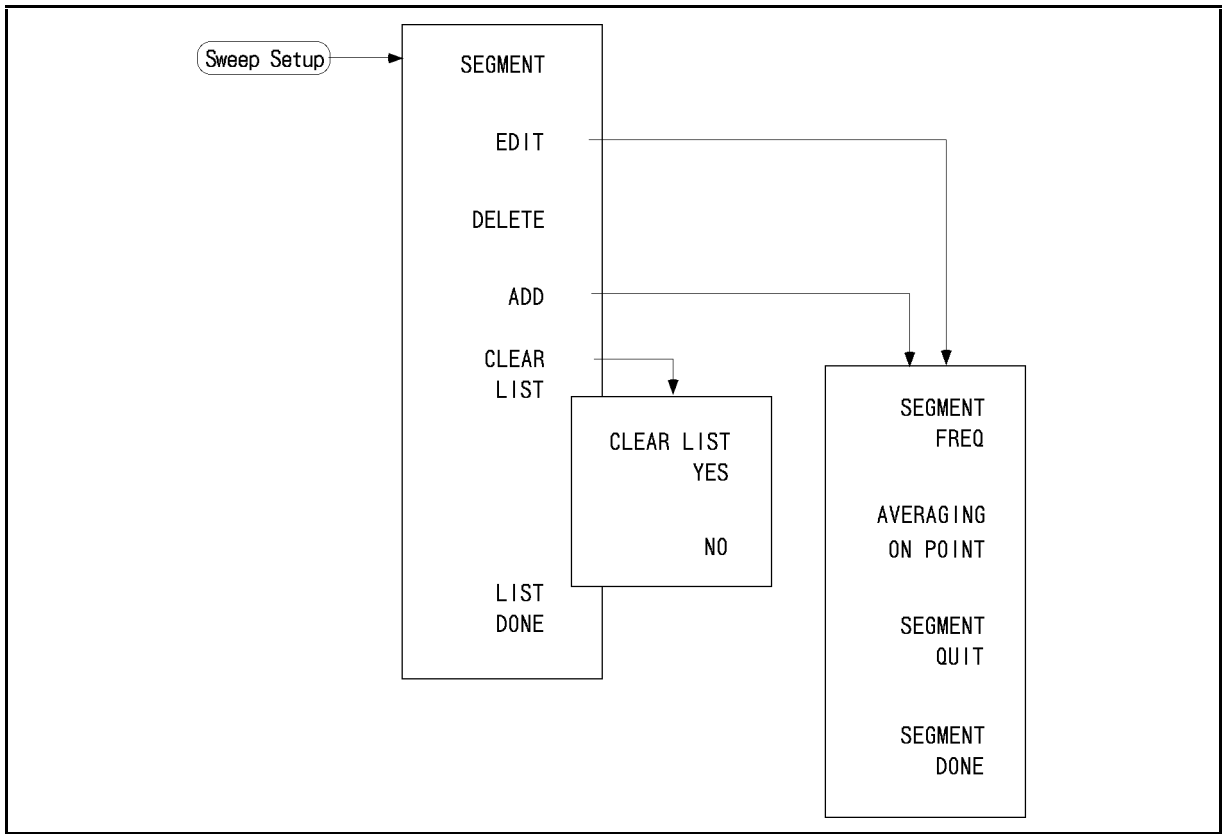 Sweep Setup
SEGMENT
EDIT
DELETE
ADD
CLEAR
LIST
LIST
DONE
CLEAR LIST
YES
NO
SEGMENT
FREQ
AVERAGING
ON POINT
SEGMENT
QUIT
SEGMENT
DONE